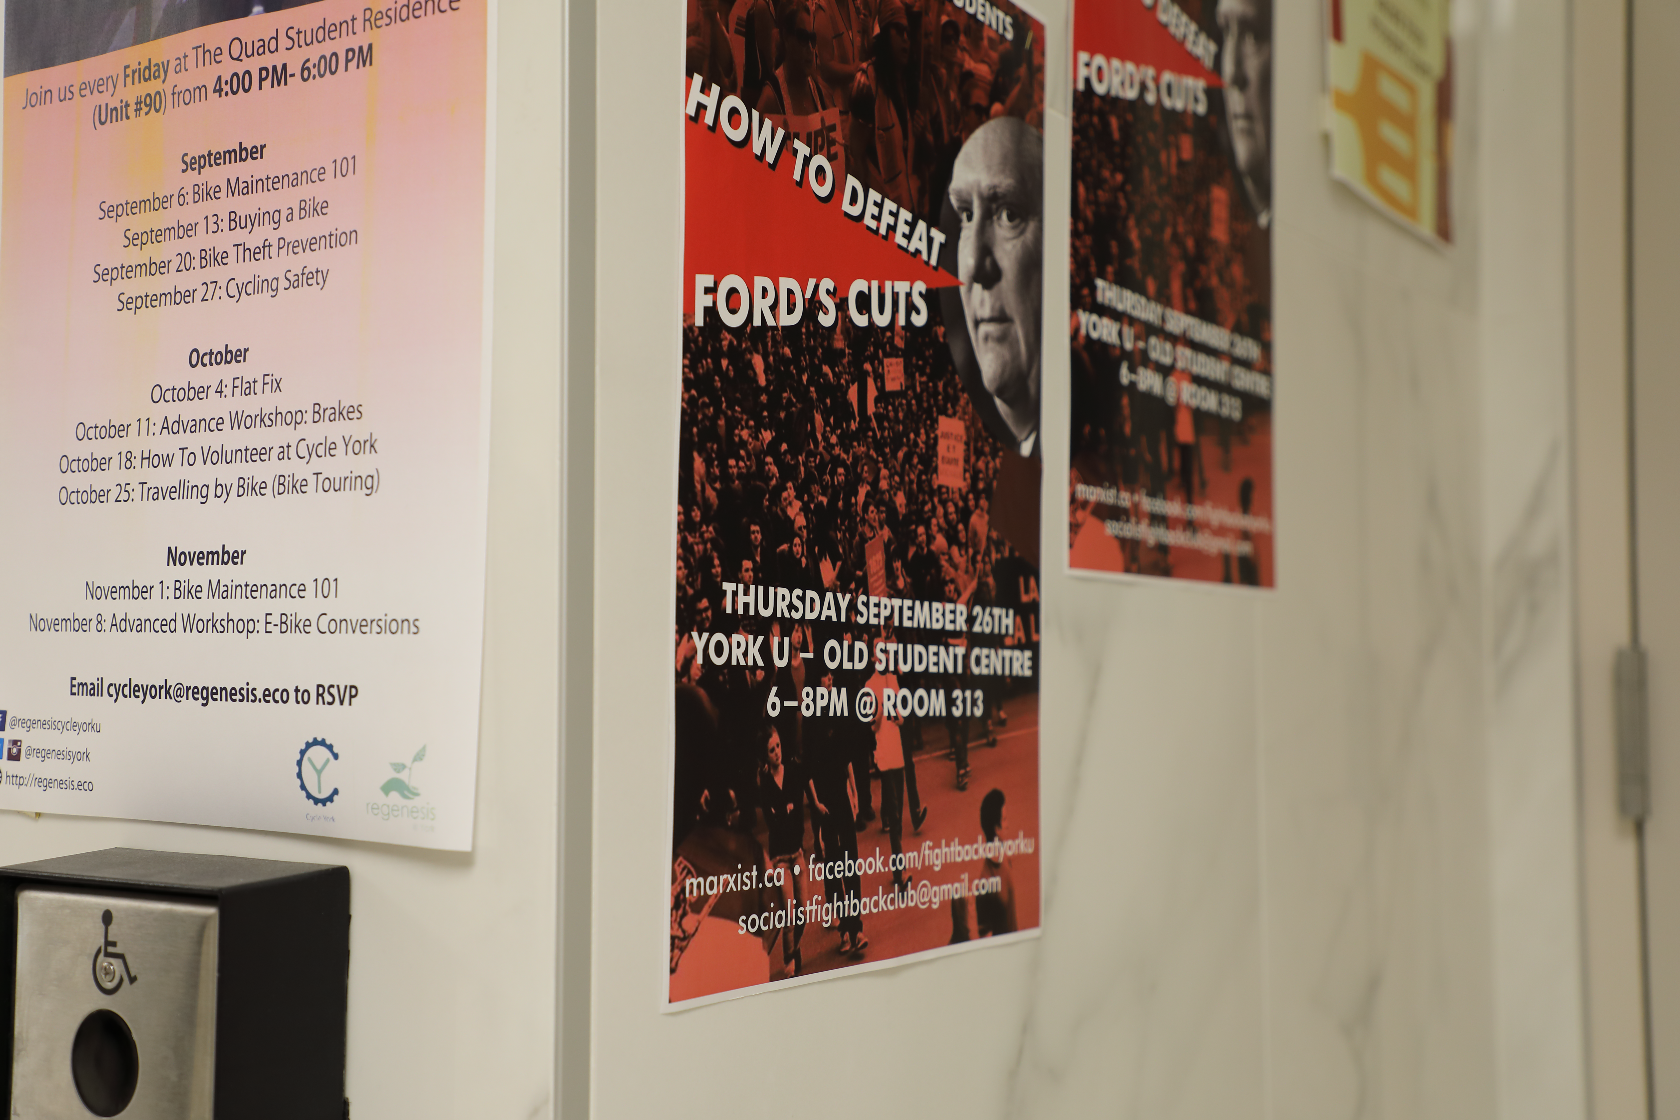 Join us every Friday at The Quad Student Residence
(Unit #90) from 4:00 PM- 6:00 PM
September
September 6: Bike Maintenance 101
September 13: Buying a Bike
September 20: Bike Theft Prevention
September 27: Cycling Safety
October
October 4: Flat Fix
October 11: Advance Workshop: Brakes
October 18: How To Volunteer at Cycle York
October 25: Travelling by Bike (Bike Touring)
November
November 1: Bike Maintenance 101
November 8: Advanced Workshop: E-Bike Conversions
Email cycleyork@regenesis.eco to RSVP
@regenesiscycleyorku
@regenesisyork
http://regenesis.eco
CY
Cycle York
regenesis
HOW TO DEFEAT
FORD'S CUTS
THURSDAY SEPTEMBER 26TH
YORK U – OLD STUDENT CENTRE
6–8PM @ ROOM 313
marxist.ca • facebook.com/fightbackatyorku
socialistfightbackclub@gmail.com
DEFEAT
FORD'S CUTS
THURSDAY SEPTEMBER 26TH
YORK U – OLD STUDENT CENTRE
6–8PM @ ROOM 313
marxist.ca • facebook.com/fightbackatyorku
socialistfightbackclub@gmail.com